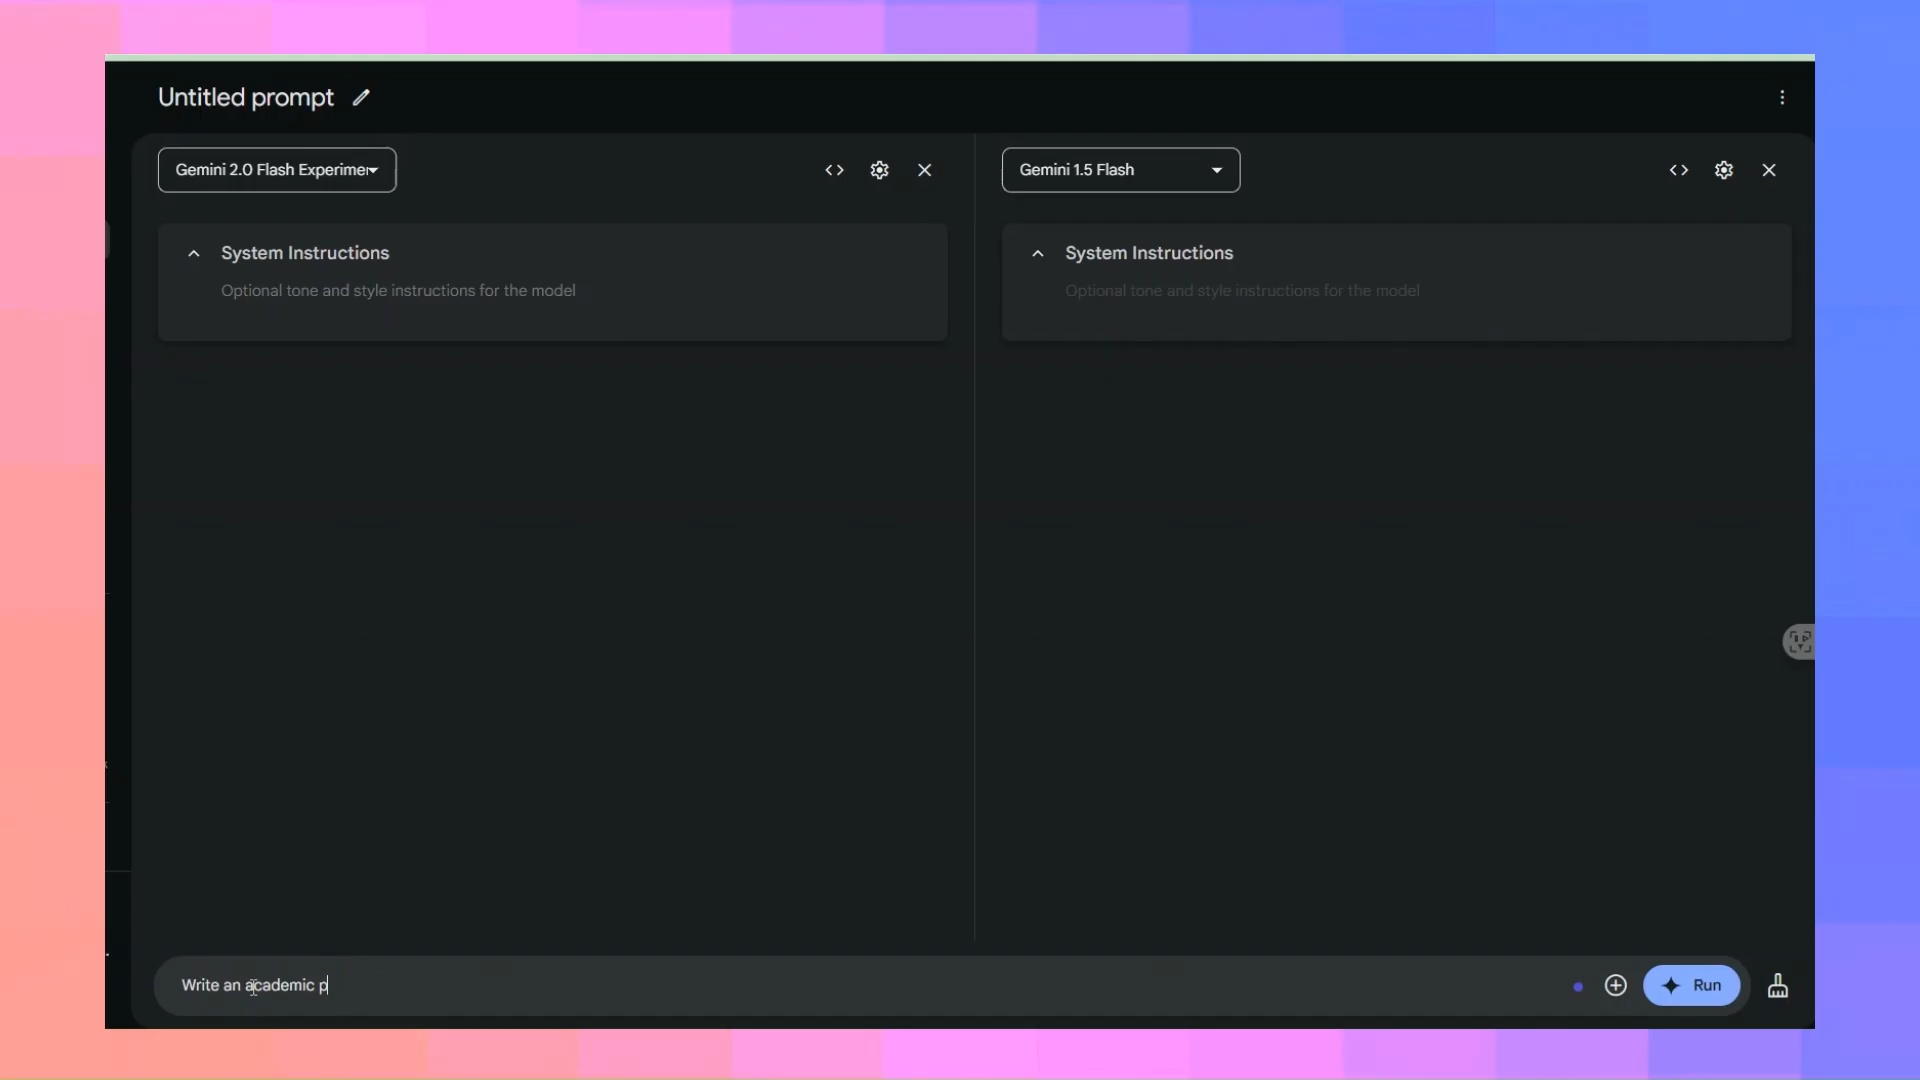 Untitled prompt
Gemini 2.0 Flash Experimen
Gemini 1.5 Flash
System Instructions
Optional tone and style instructions for the model
System Instructions
Optional tone and style instructions for the model
Write an academic p
Run